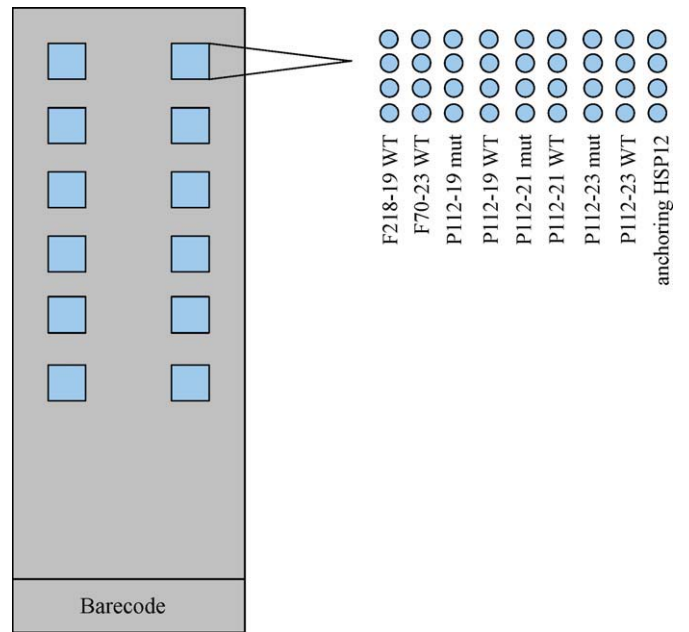 F218-19 WT
F70-23 WT
P112-19 mut
P112-19 WT
P112-21 mut
P112-21 WT
P112-23 mut
P112-23 WT
anchoring HSP12
Barecode